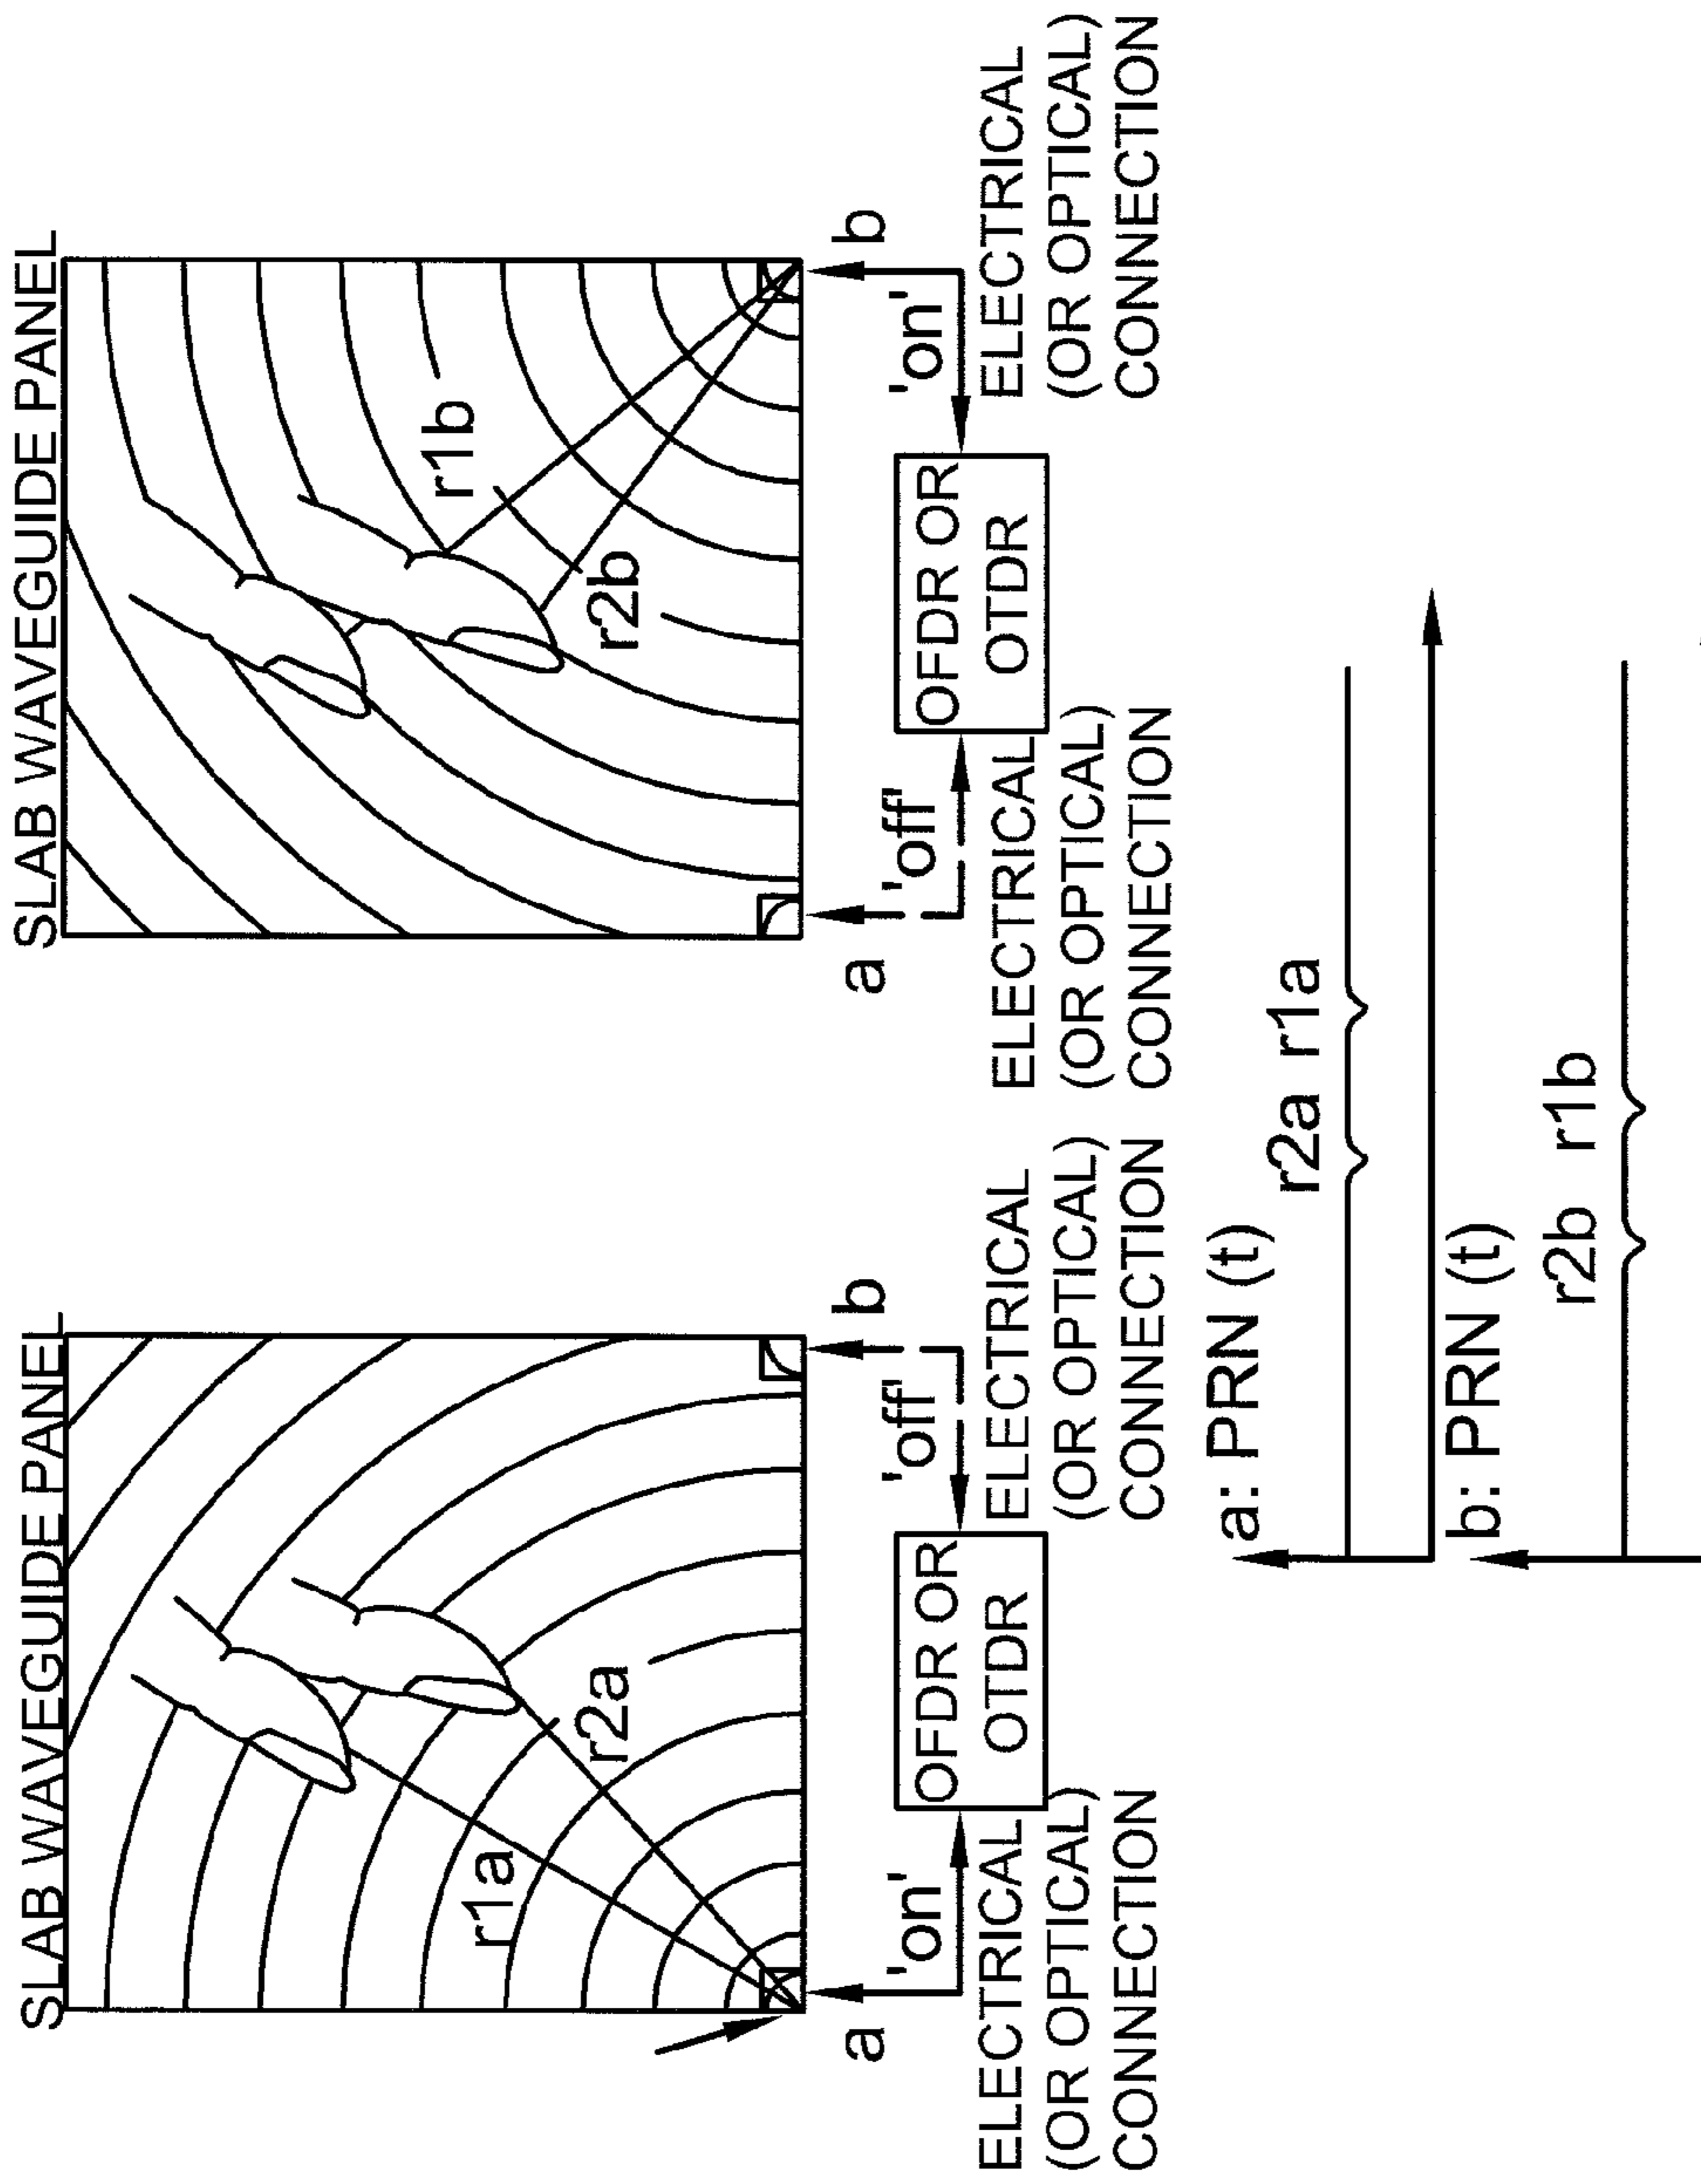 SLAB WAVEGUIDE PANEL
r1a
r2a
a
b
'on'
'off'
OFDR OR
OTDR
ELECTRICAL
(OR OPTICAL)
CONNECTION
ELECTRICAL
(OR OPTICAL)
CONNECTION
SLAB WAVEGUIDE PANEL
r1b
r2b
a
b
'off'
'on'
OFDR OR
OTDR
ELECTRICAL
(OR OPTICAL)
CONNECTION
ELECTRICAL
(OR OPTICAL)
CONNECTION
a: PRN (t)
r2a r1a
b: PRN (t)
r2b r1b